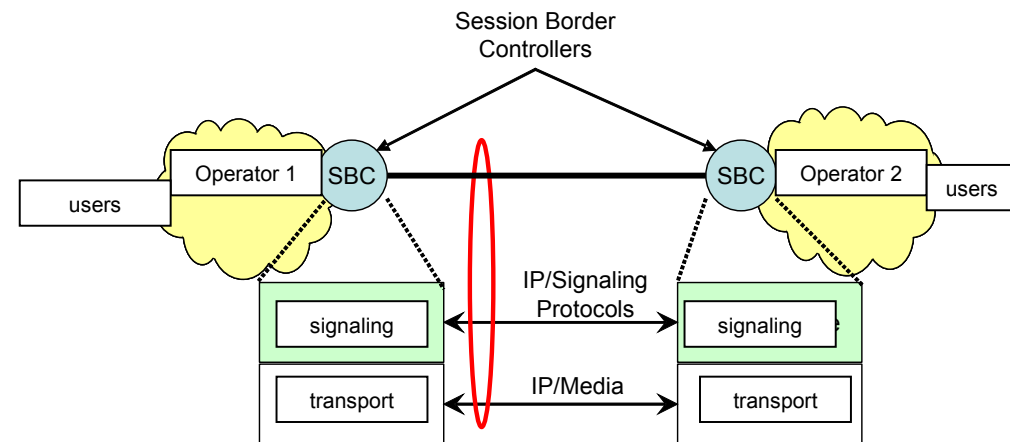 Session Border
Controllers
Operator 1
SBC
SBC
Operator 2
users
users
IP/Signaling
Protocols
signaling
signaling
IP/Media
transport
transport